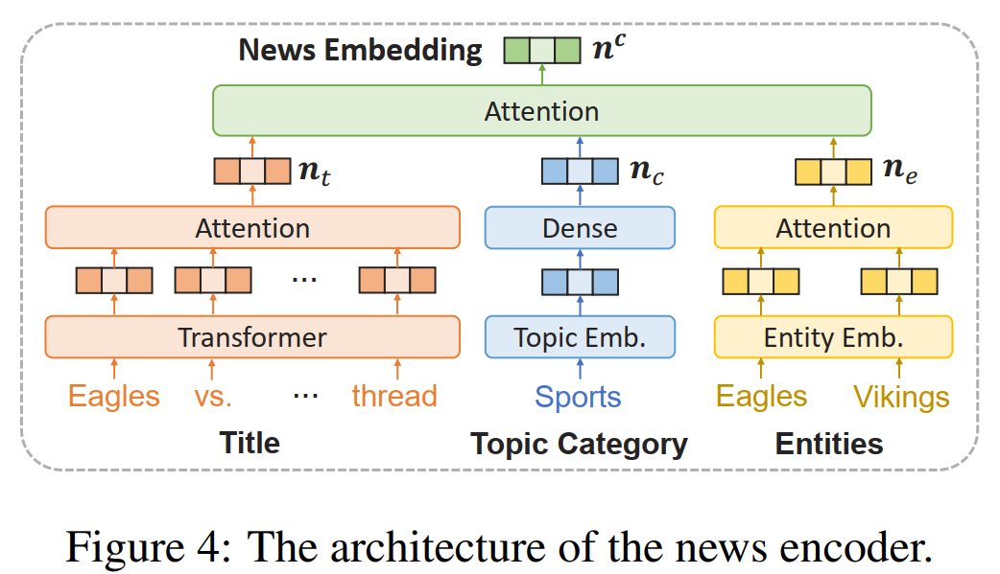 News Embedding n^c
Attention
n_t n_c n_e
Attention Dense Attention
...
Transformer Topic Emb. Entity Emb.
Eagles vs. ... thread Sports Eagles Vikings
Title Topic Category Entities
Figure 4: The architecture of the news encoder.